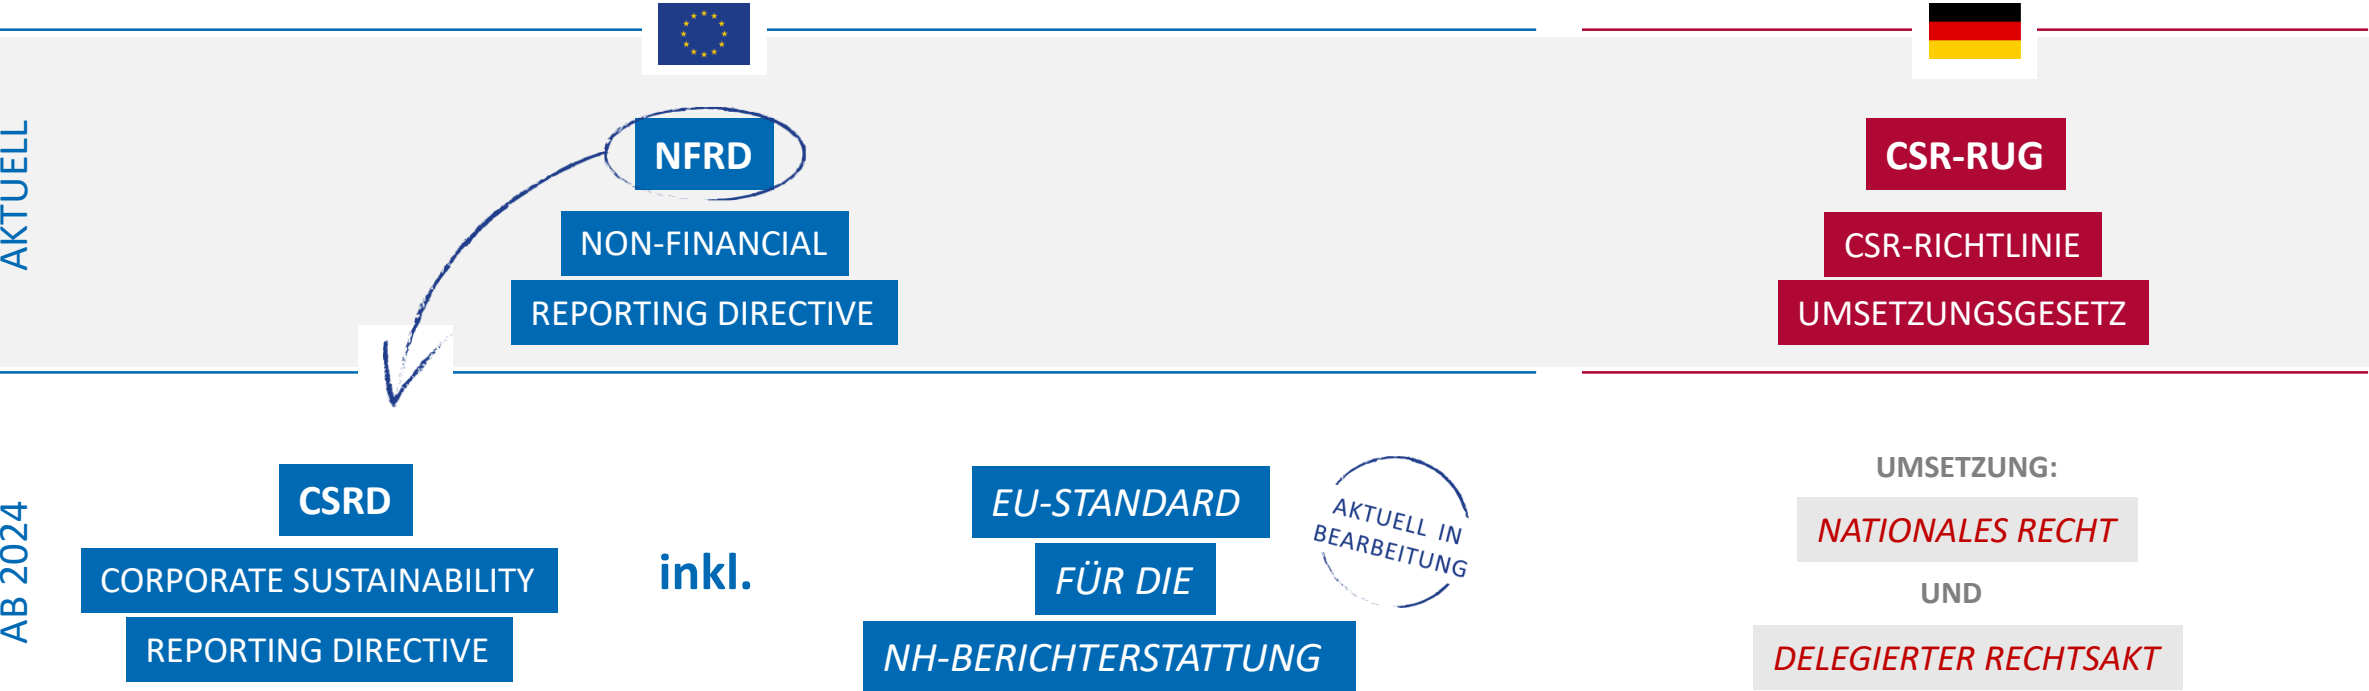 AKTUELL
NFRD
NON-FINANCIAL
REPORTING DIRECTIVE
CSR-RUG
CSR-RICHTLINIE
UMSETZUNGSGESETZ
AB 2024
CSRD
CORPORATE SUSTAINABILITY
REPORTING DIRECTIVE
inkl.
EU-STANDARD
FÜR DIE
NH-BERICHTERSTATTUNG
AKTUELL IN
BEARBEITUNG
UMSETZUNG:
NATIONALES RECHT
UND
DELEGIERTER RECHTSAKT